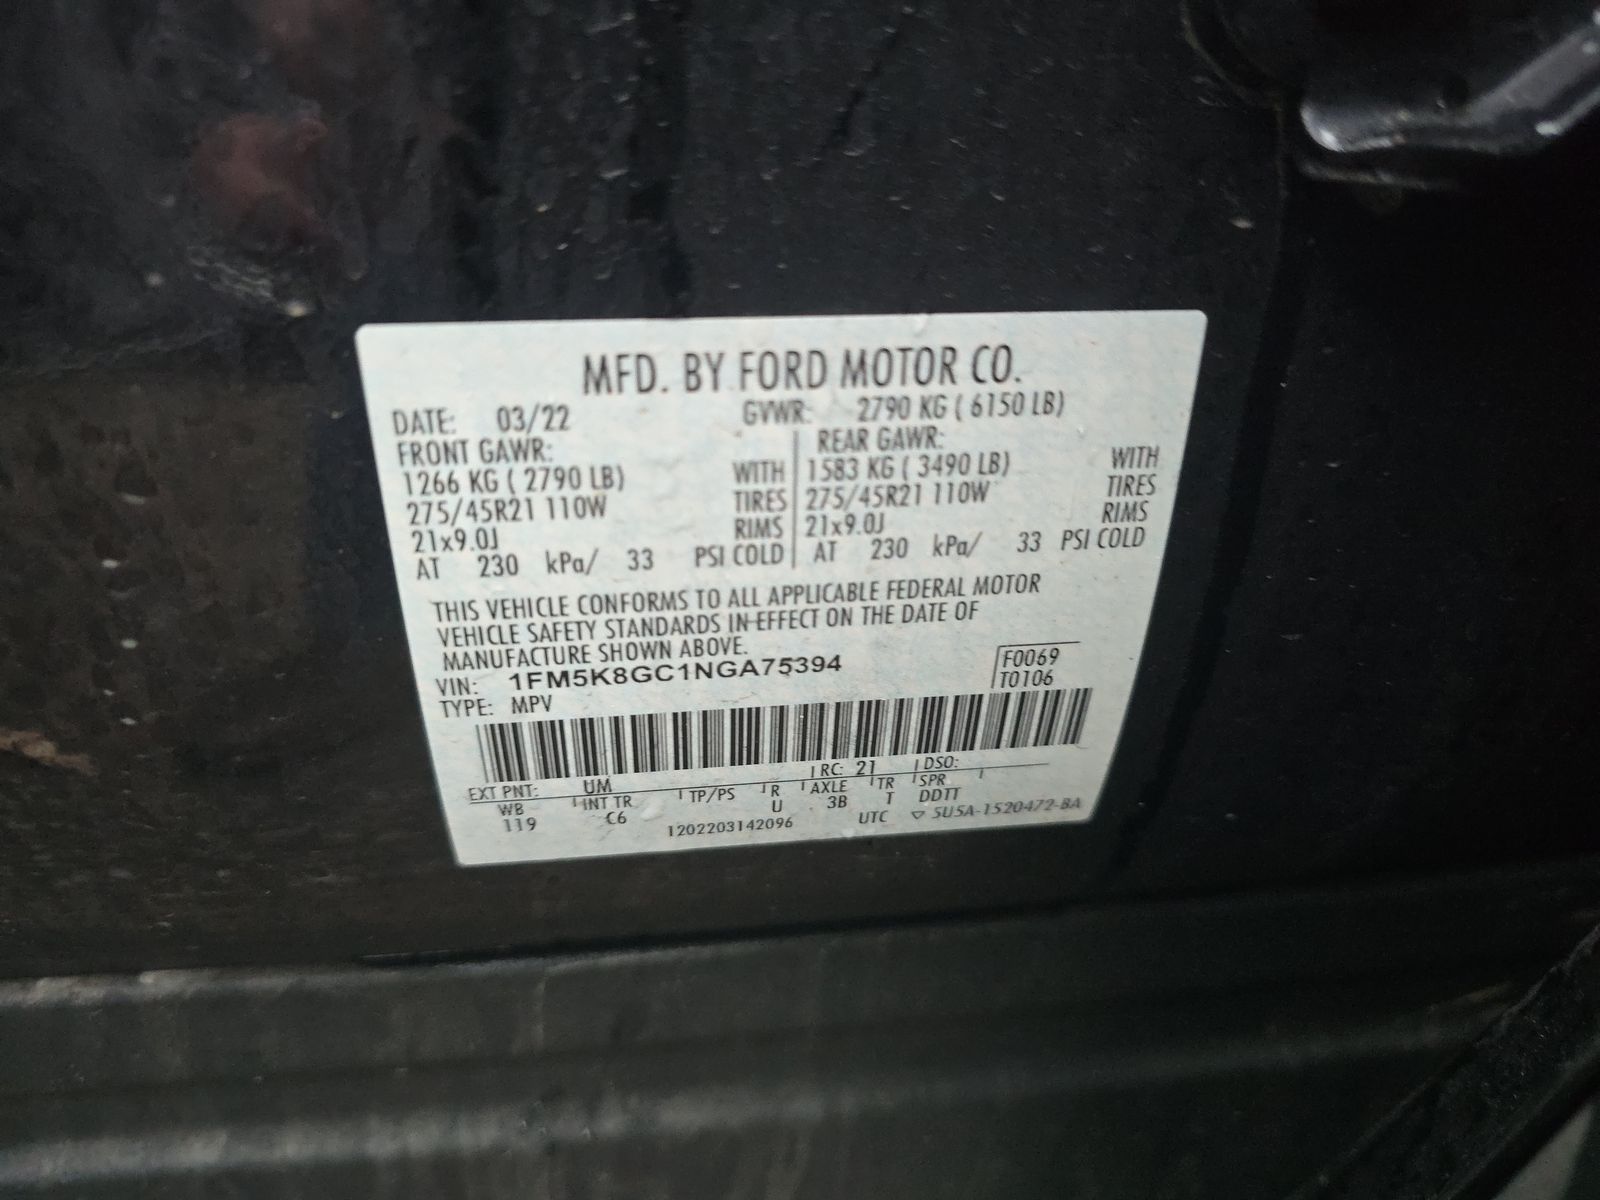 MFD. BY FORD MOTOR CO.
DATE: 03/22 GVWR: 2790 KG ( 6150 LB)
FRONT GAWR: REAR GAWR:
1266 KG ( 2790 LB) WITH 1583 KG ( 3490 LB) WITH
275/45R21 110W TIRES 275/45R21 110W TIRES
21x9.0J RIMS 21x9.0J RIMS
AT 230 kPa/ 33 PSI COLD AT 230 kPa/ 33 PSI COLD
THIS VEHICLE CONFORMS TO ALL APPLICABLE FEDERAL MOTOR
VEHICLE SAFETY STANDARDS IN EFFECT ON THE DATE OF
MANUFACTURE SHOWN ABOVE.
VIN: 1FM5K8GC1NGA75394 F0069
TYPE: MPV T0106
EXT PNT: UM RC: 21 DSO:
WB INT TR TP/PS R AXLE TR SPR
119 C6 U 3B T DDTT
1202203142096 UTC ▽ 5U5A-1520472-BA